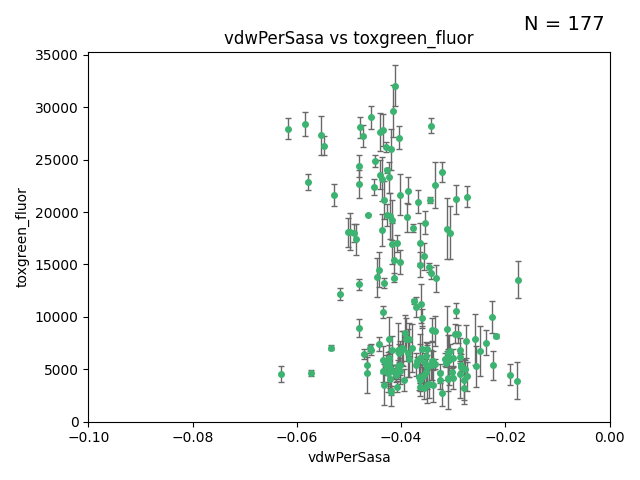 N = 177
vdwPerSasa vs toxgreen_fluor
35000
30000
25000
20000
15000
10000
5000
0
toxgreen_fluor
−0.10 −0.08 −0.06 −0.04 −0.02 0.00
vdwPerSasa